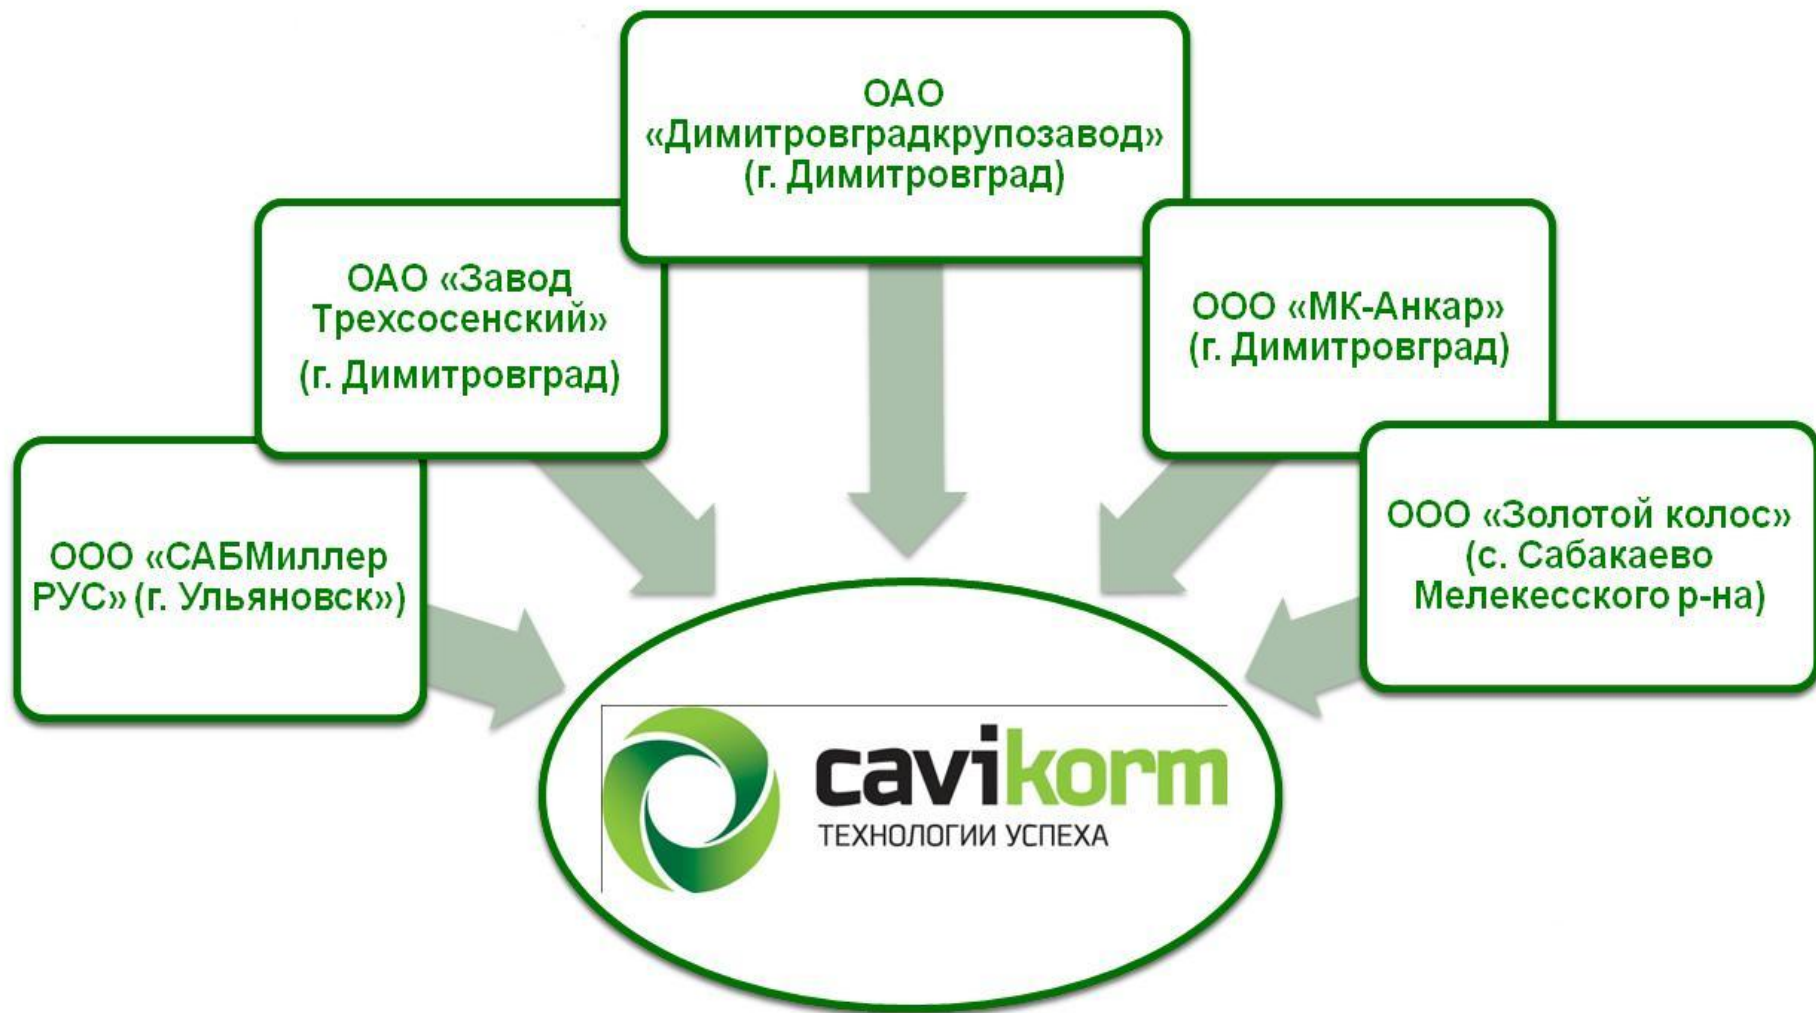 ОАО
«Димитровградкрупозавод»
(г. Димитровград)
ОАО «Завод
Трехсосенский»
(г. Димитровград)
ООО «МК-Анкар»
(г. Димитровград)
ООО «САБМиллер
РУС» (г. Ульяновск»)
ООО «Золотой колос»
(с. Сабакаево
Мелекесского р-на)
cavikorm
ТЕХНОЛОГИИ УСПЕХА